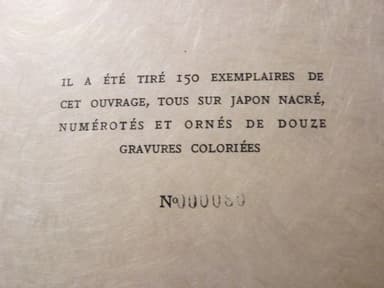 IL A ÉTÉ TIRÉ 150 EXEMPLAIRES DE
CET OUVRAGE, TOUS SUR JAPON NACRÉ,
NUMÉROTÉS ET ORNÉS DE DOUZE
GRAVURES COLORIÉES
Nº000080